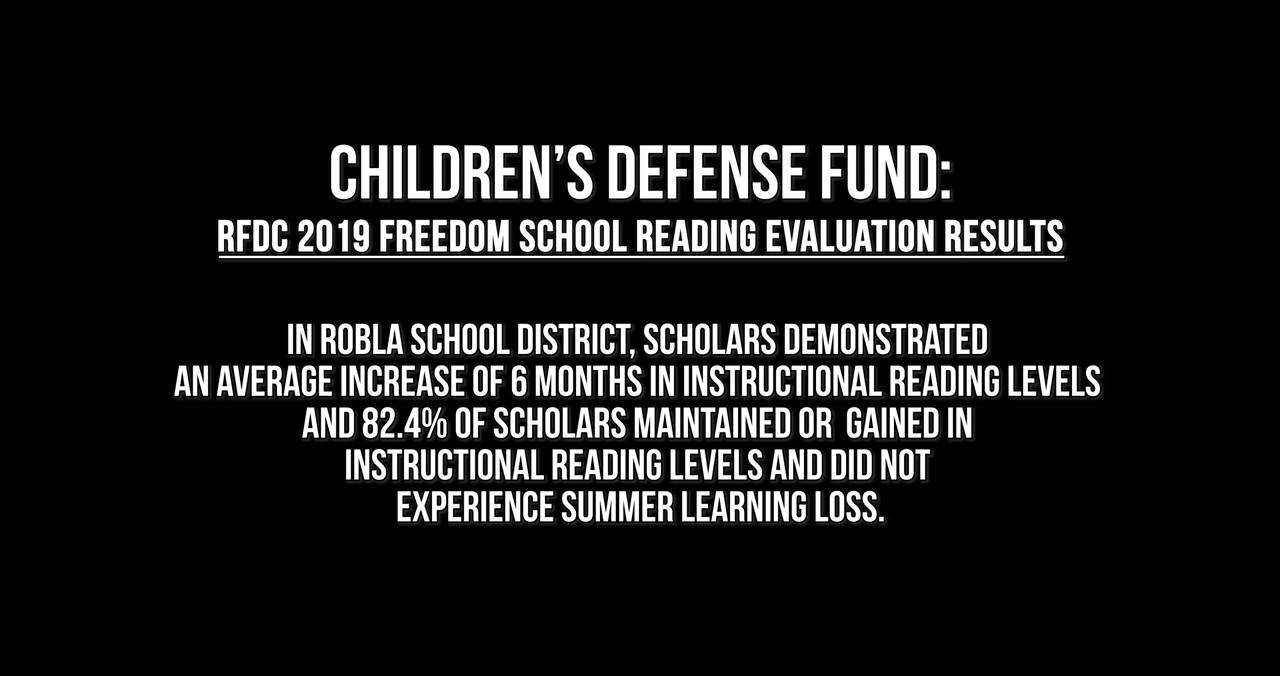 CHILDREN'S DEFENSE FUND:
RFDC 2019 FREEDOM SCHOOL READING EVALUATION RESULTS
IN ROBLA SCHOOL DISTRICT, SCHOLARS DEMONSTRATED
AN AVERAGE INCREASE OF 6 MONTHS IN INSTRUCTIONAL READING LEVELS
AND 82.4% OF SCHOLARS MAINTAINED OR  GAINED IN
INSTRUCTIONAL READING LEVELS AND DID NOT
EXPERIENCE SUMMER LEARNING LOSS.